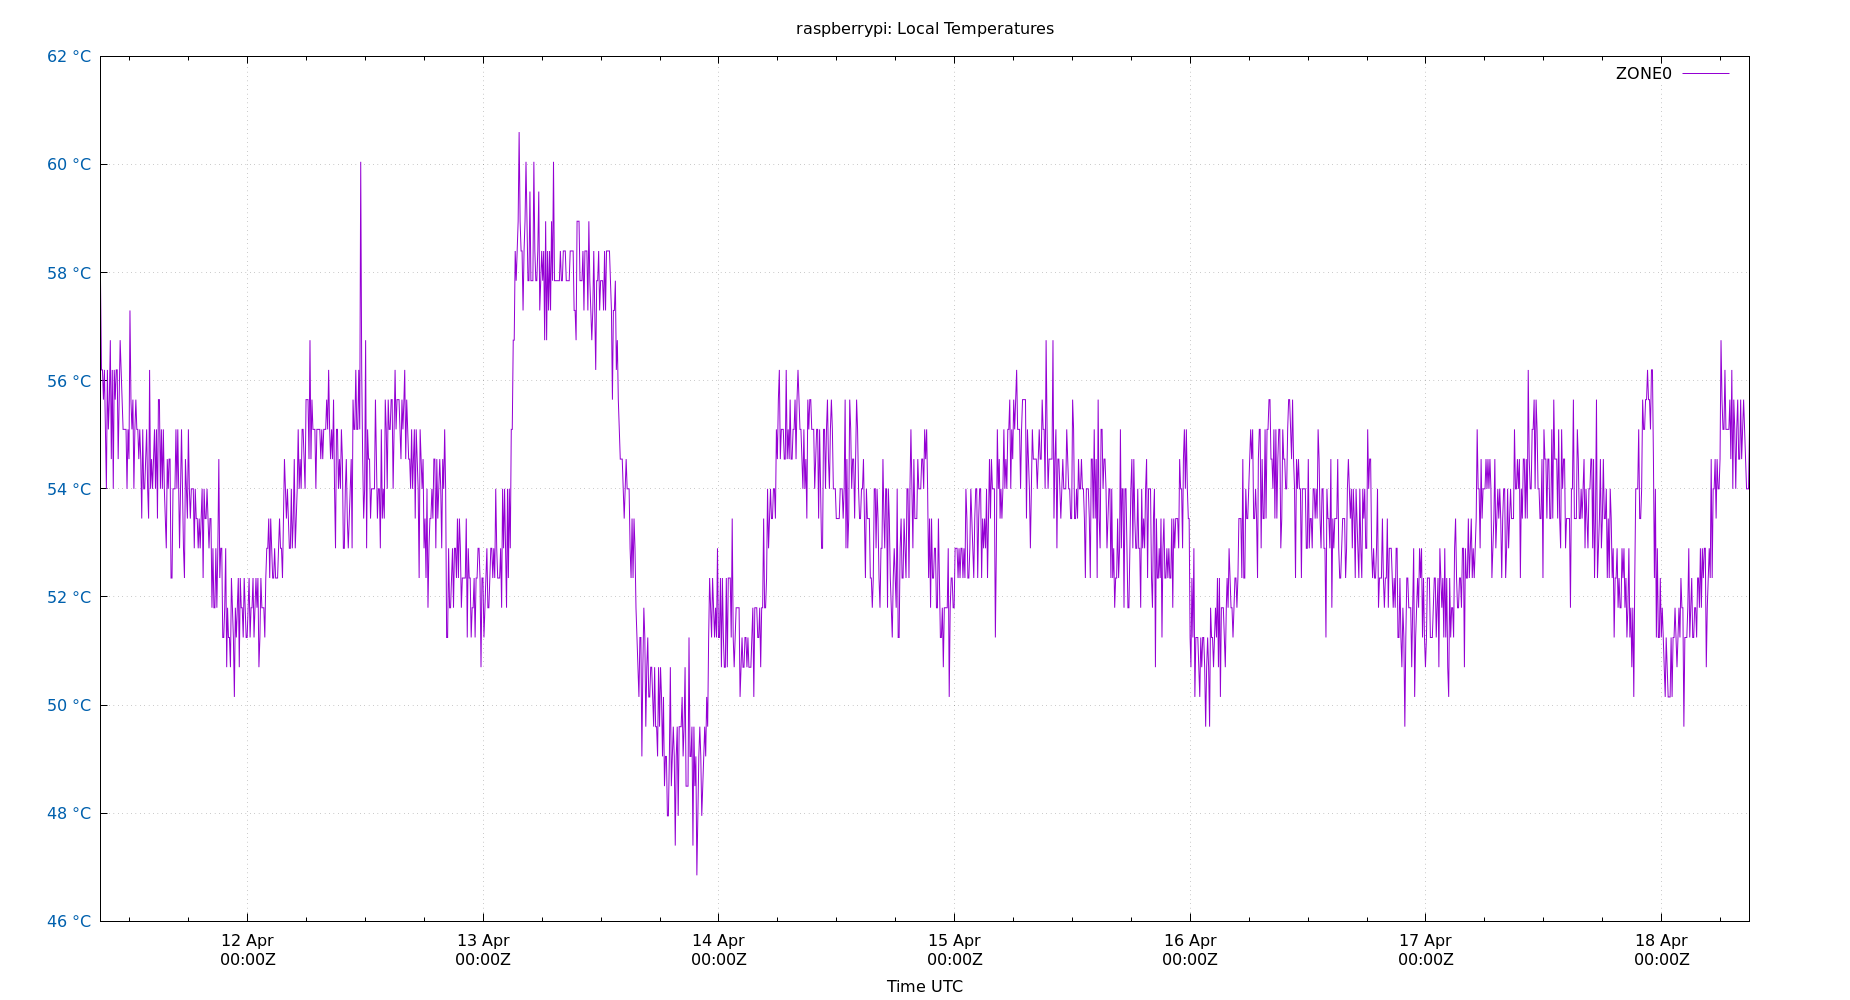 raspberrypi: Local Temperatures
62 °C
ZONE0
60 °C
58 °C
56 °C
54 °C
52 °C
50 °C
48 °C
46 °C
12 Apr 13 Apr 14 Apr 15 Apr 16 Apr 17 Apr 18 Apr
00:00Z 00:00Z 00:00Z 00:00Z 00:00Z 00:00Z 00:00Z
Time UTC